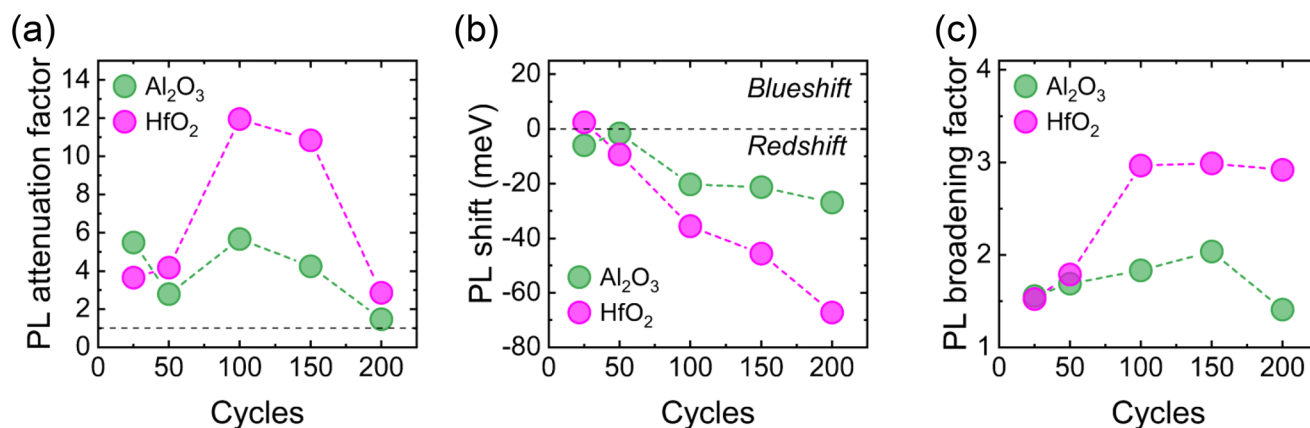 (a)
PL attenuation factor
14
12
10
8
6
4
2
0
Al₂O₃
HfO₂
0 50 100 150 200
Cycles
(b)
PL shift (meV)
20
0
-20
-40
-60
-80
Blueshift
Redshift
Al₂O₃
HfO₂
0 50 100 150 200
Cycles
(c)
PL broadening factor
4
3
2
1
Al₂O₃
HfO₂
0 50 100 150 200
Cycles